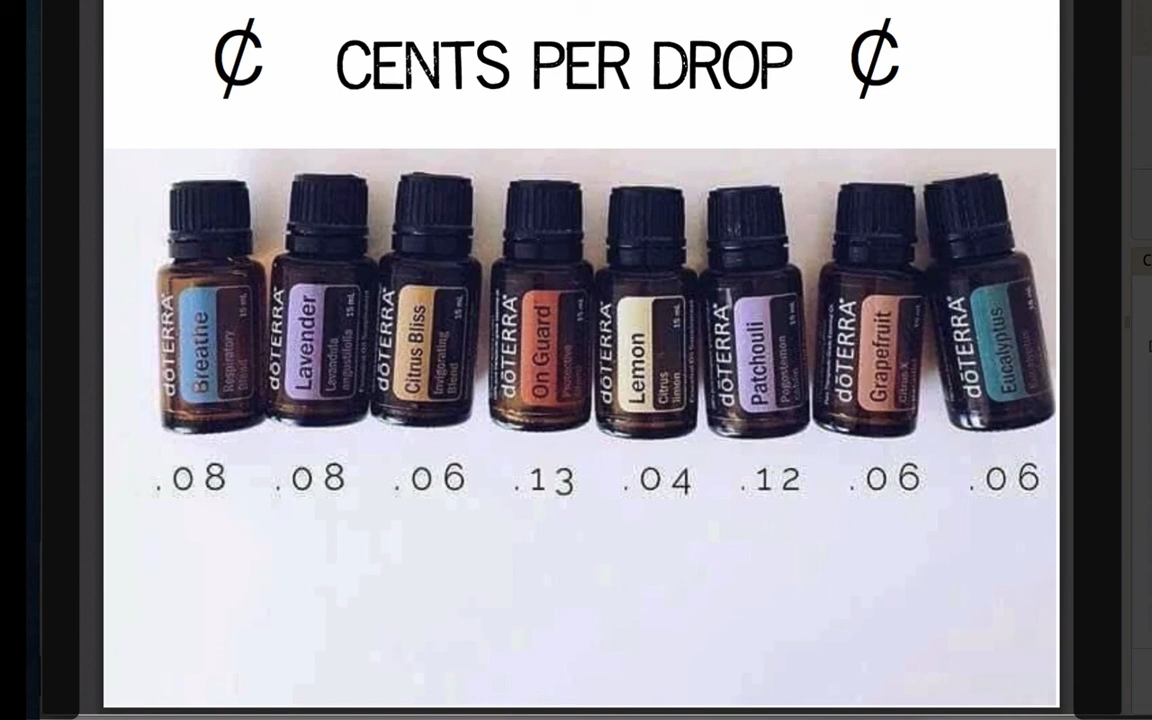 ₵ CENTS PER DROP ₵
dōTERRA
Breathe
Respiratory
Blend
15 mL
dōTERRA
Lavender
Lavandula
angustifolia
15 mL
dōTERRA
Citrus Bliss
Invigorating
Blend
15 mL
dōTERRA
On Guard
Protective
15 mL
dōTERRA
Lemon
Citrus
limon
15 mL
dōTERRA
Patchouli
Pogostemon
15 mL
dōTERRA
Grapefruit
Citrus X
dōTERRA
Eucalyptus
.08 .08 .06 .13 .04 .12 .06 .06